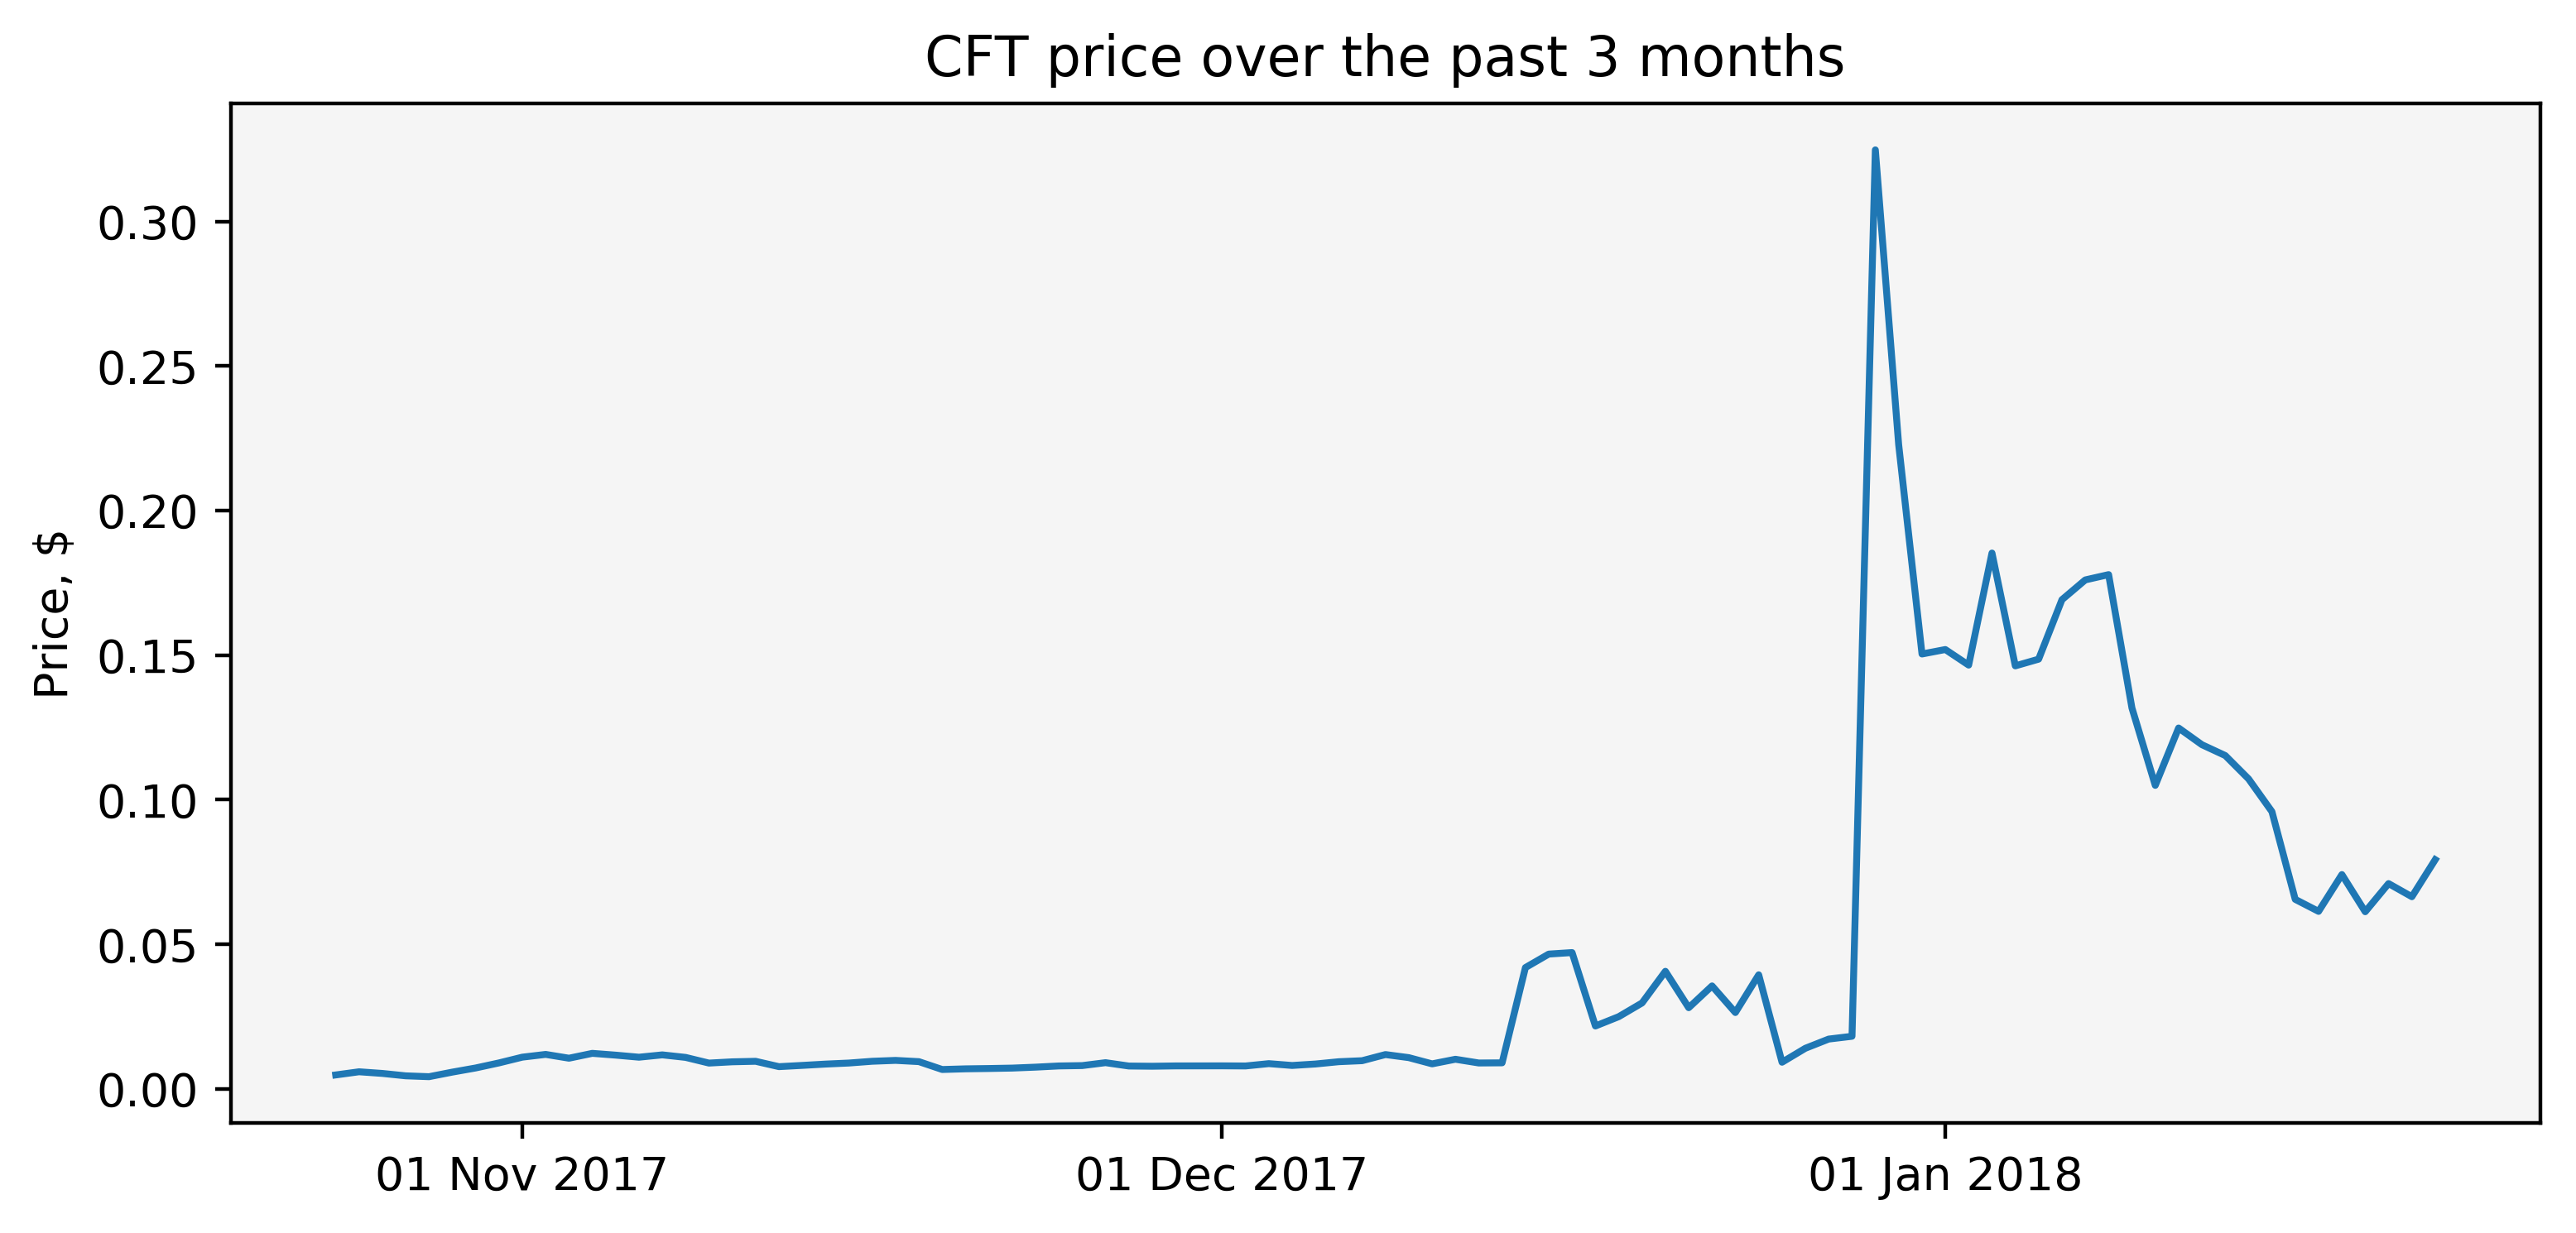 CFT price over the past 3 months
Price, $
0.30
0.25
0.20
0.15
0.10
0.05
0.00
01 Nov 2017
01 Dec 2017
01 Jan 2018